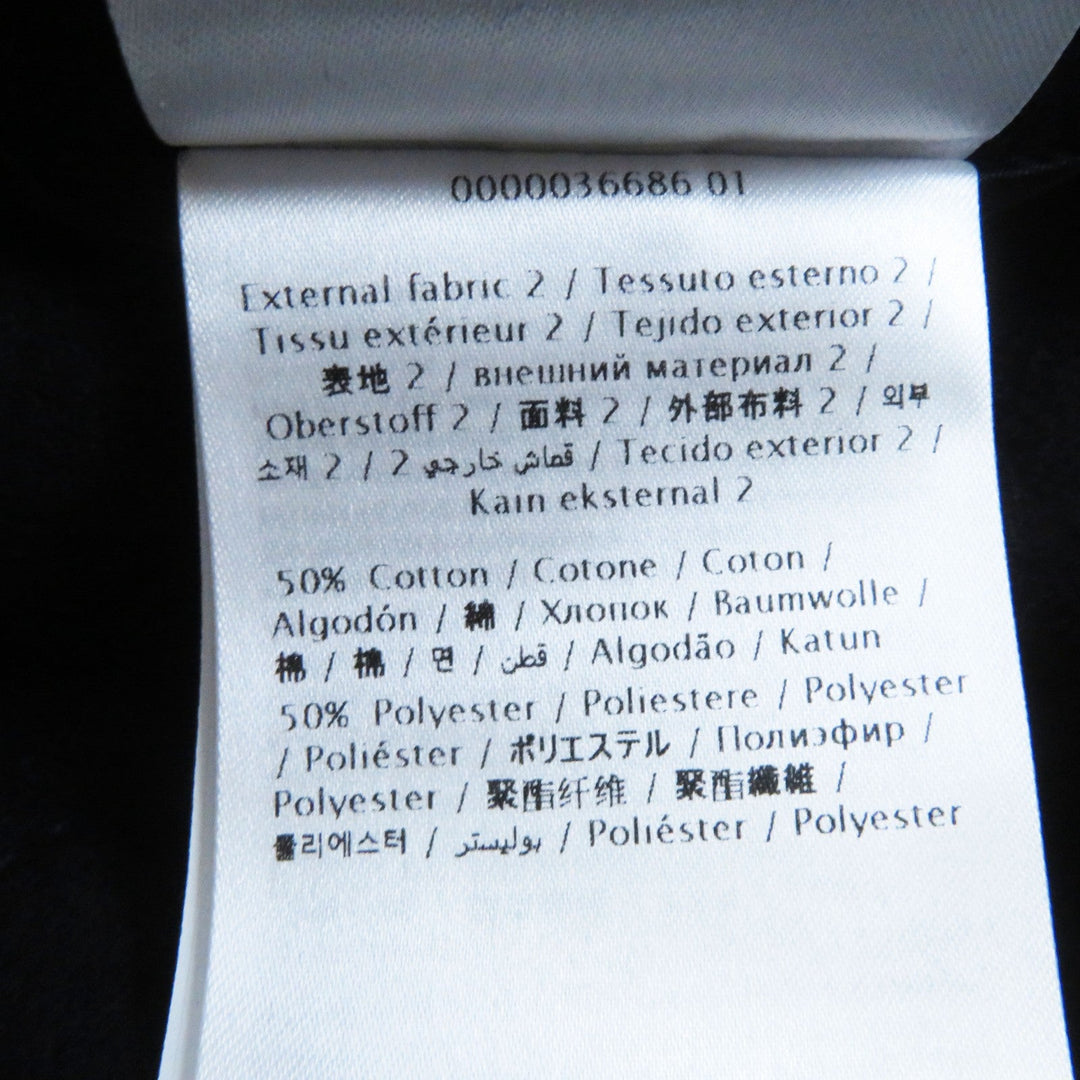 0000036686 01
External fabric 2 / Tessuto esterno 2 /
Tissu extérieur 2 / Tejido exterior 2 /
表地 2 / внешний материал 2 /
Oberstoff 2 / 面料 2 / 外部布料 2 / 외부
소재 2 / قماش خارجي 2 / Tecido exterior 2 /
Kain eksternal 2
50% Cotton / Cotone / Coton /
Algodón / 綿 / Хлопок / Baumwolle /
棉 / 棉 / 면 / قطن / Algodão / Katun
50% Polyester / Poliestere / Polyester
/ Poliéster / ポリエステル / Полиэфир /
Polyester / 聚酯纤维 / 聚酯纖維 /
폴리에스터 / بوليستر / Poliéster / Polyester